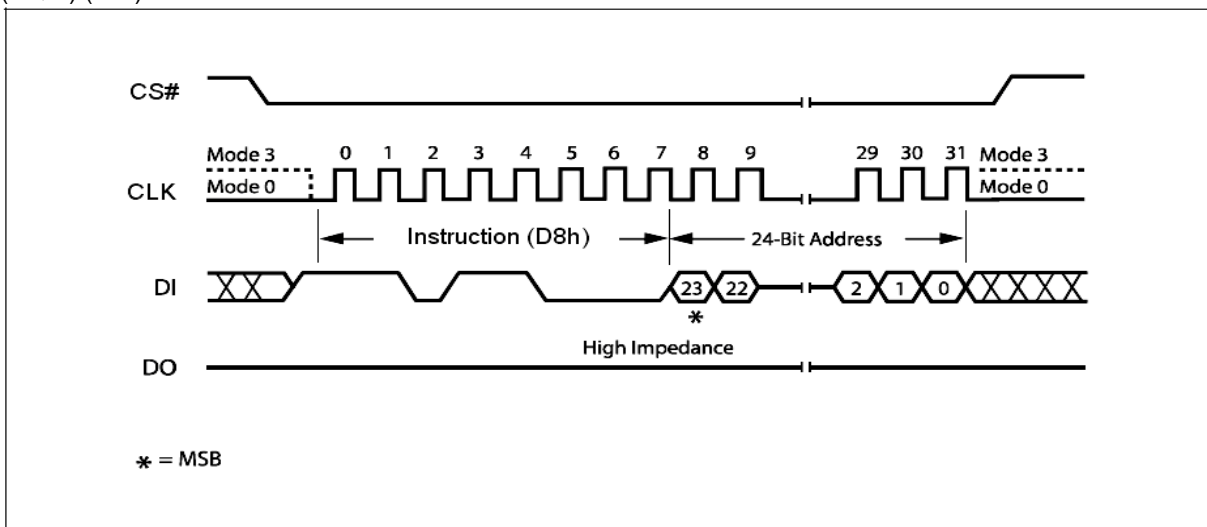 CS#
Mode 3 0 1 2 3 4 5 6 7 8 9 29 30 31 Mode 3
CLK Mode 0 Mode 0
Instruction (D8h) 24-Bit Address
DI 23 22 2 1 0
*
High Impedance
DO
* = MSB